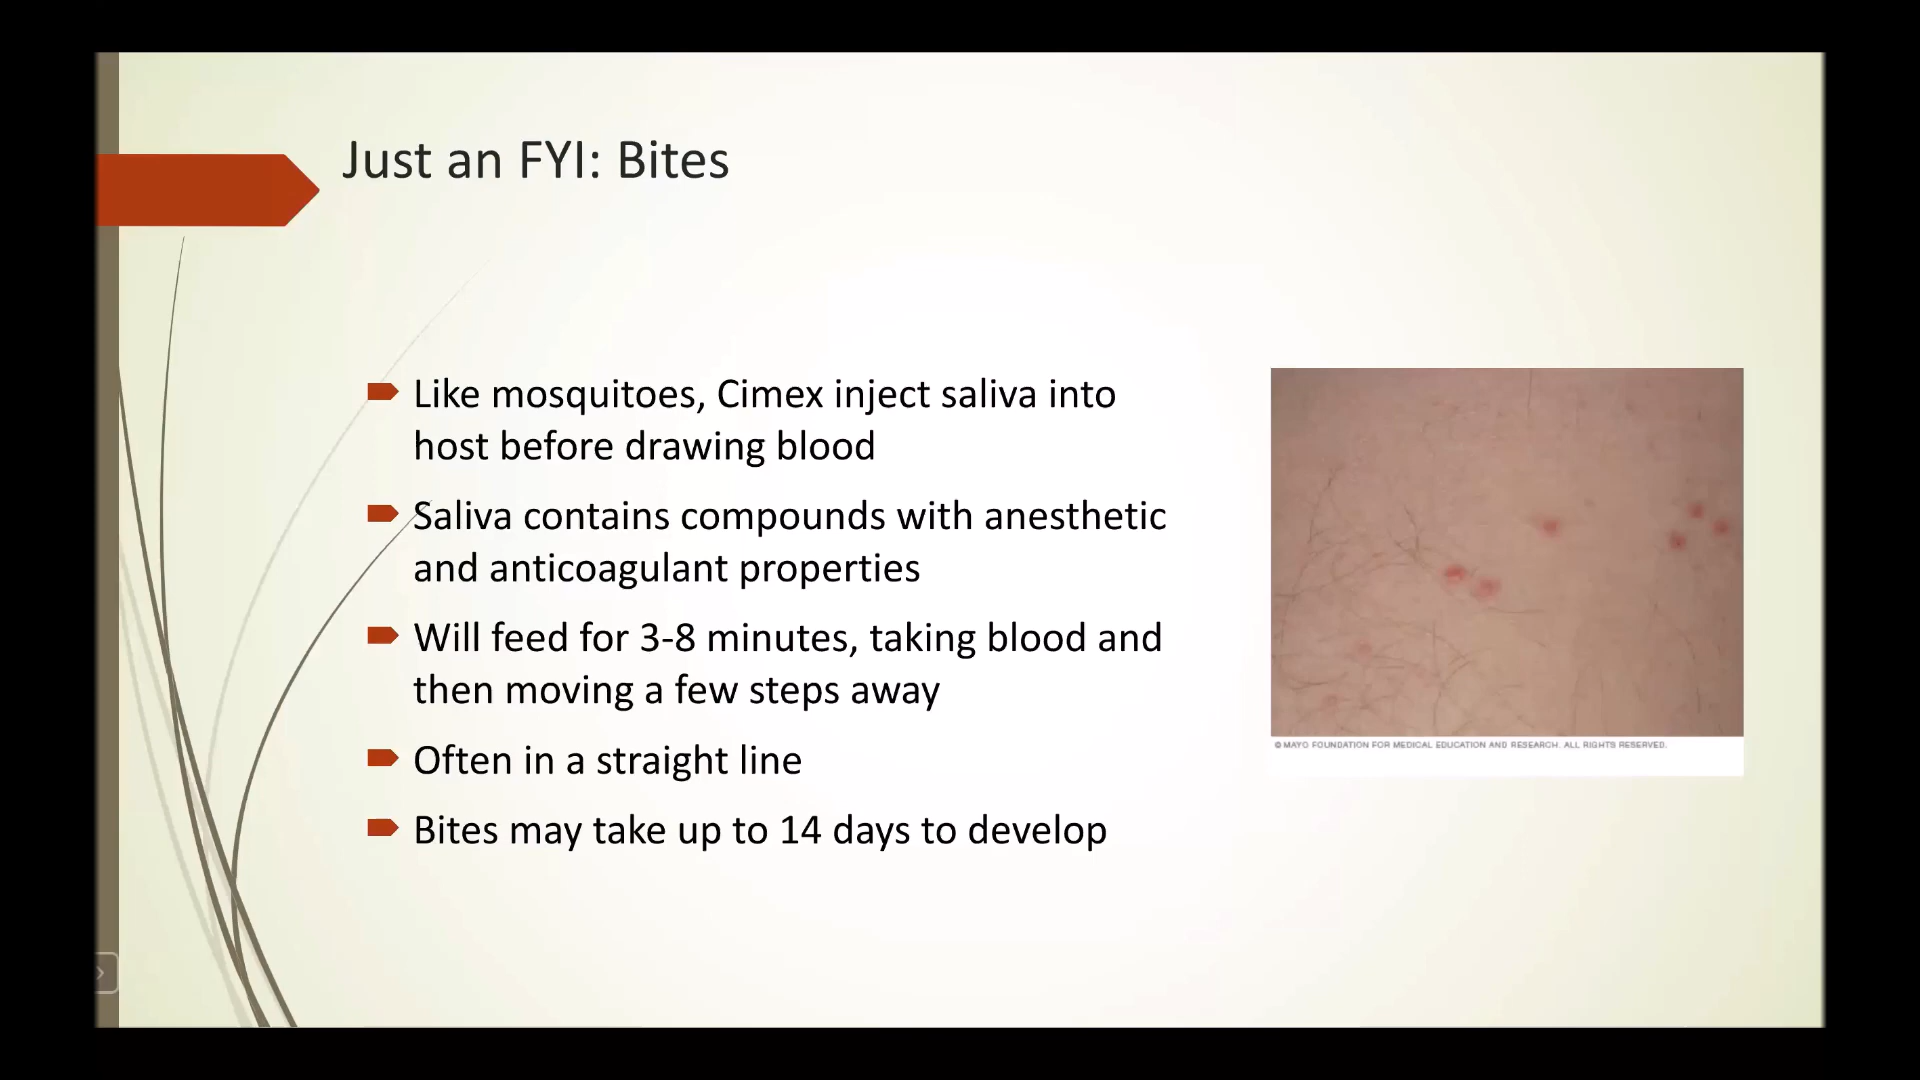 Just an FYI: Bites
Like mosquitoes, Cimex inject saliva into
host before drawing blood
Saliva contains compounds with anesthetic
and anticoagulant properties
Will feed for 3-8 minutes, taking blood and
then moving a few steps away
Often in a straight line
Bites may take up to 14 days to develop
© MAYO FOUNDATION FOR MEDICAL EDUCATION AND RESEARCH. ALL RIGHTS RESERVED.